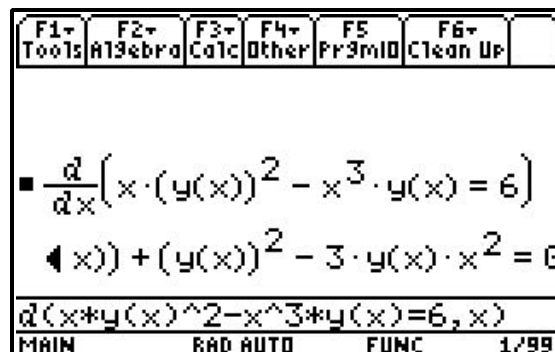 F1▾ F2▾ F3▾ F4▾ F5 F6▾
Tools Algebra Calc Other PrgmIO Clean Up
▪ d/dx(x·(y(x))² − x³·y(x) = 6)
◀ x)) + (y(x))² − 3·y(x)·x² = 0
d(x*y(x)^2-x^3*y(x)=6,x)
MAIN RAD AUTO FUNC 1/99